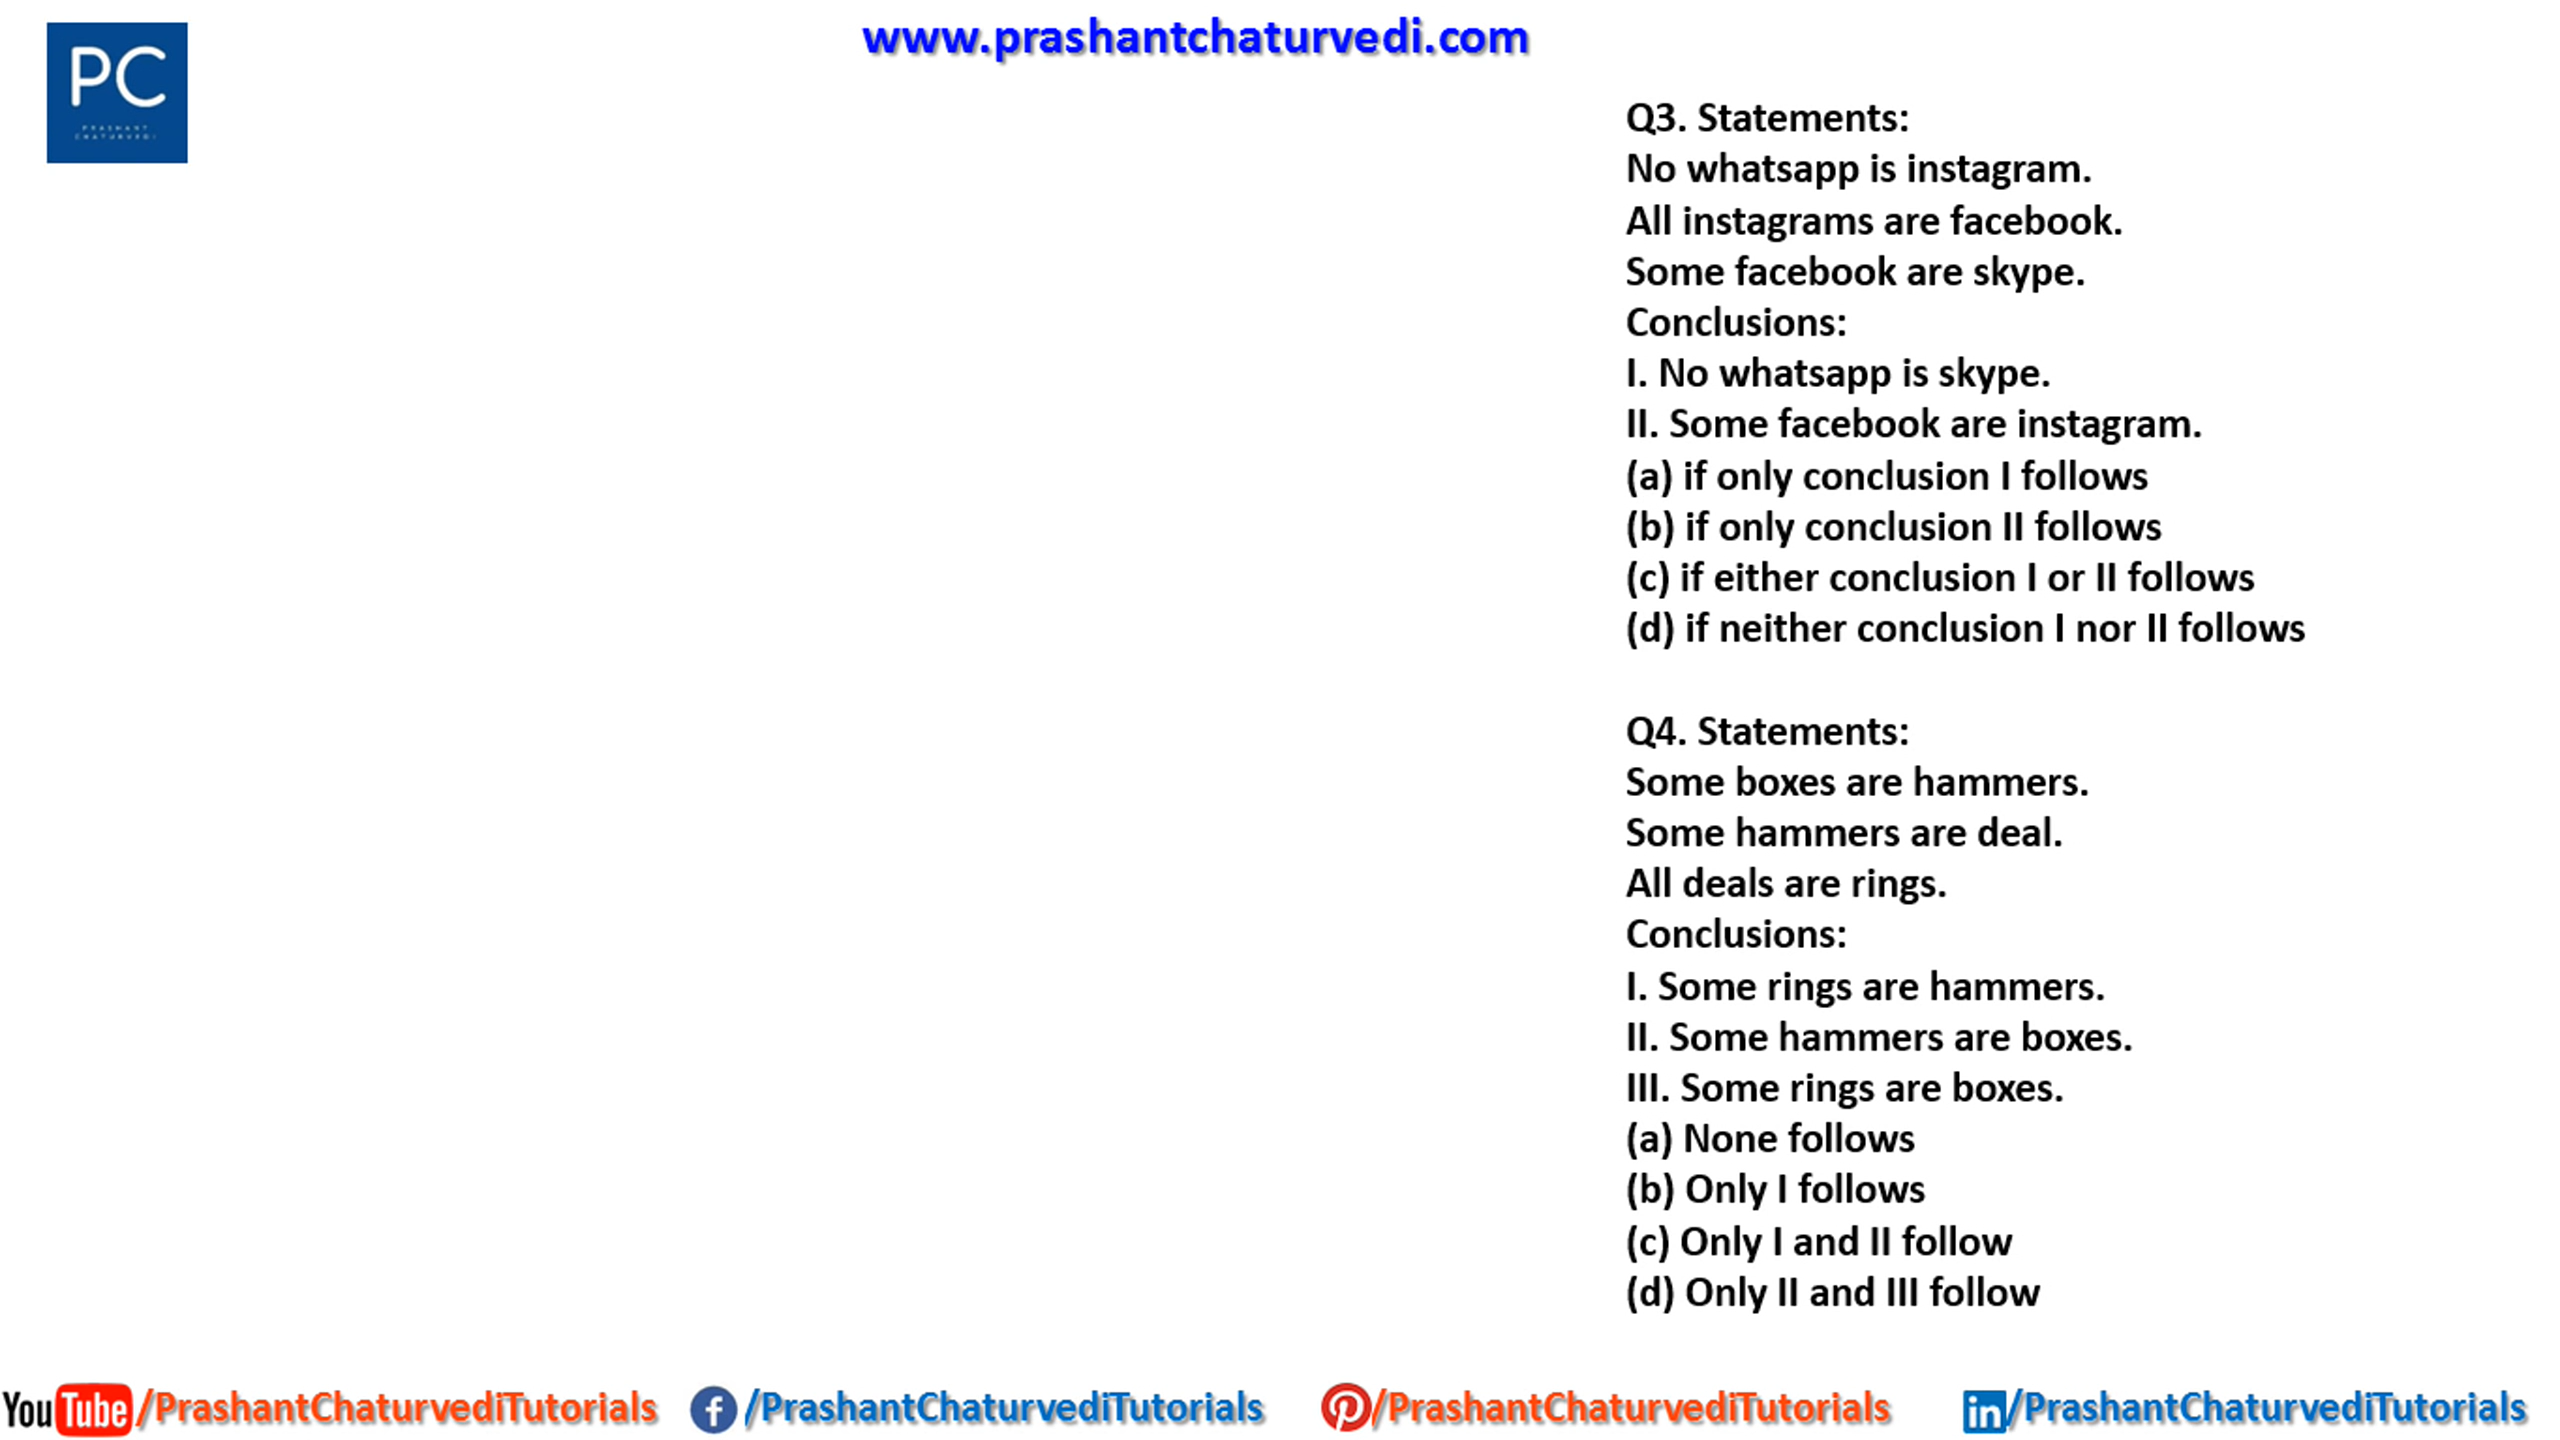 www.prashantchaturvedi.com
PC
PRASHANT
CHATURVEDI
Q3. Statements:
No whatsapp is instagram.
All instagrams are facebook.
Some facebook are skype.
Conclusions:
I. No whatsapp is skype.
II. Some facebook are instagram.
(a) if only conclusion I follows
(b) if only conclusion II follows
(c) if either conclusion I or II follows
(d) if neither conclusion I nor II follows
Q4. Statements:
Some boxes are hammers.
Some hammers are deal.
All deals are rings.
Conclusions:
I. Some rings are hammers.
II. Some hammers are boxes.
III. Some rings are boxes.
(a) None follows
(b) Only I follows
(c) Only I and II follow
(d) Only II and III follow
YouTube/PrashantChaturvediTutorials f/PrashantChaturvediTutorials /PrashantChaturvediTutorials in/PrashantChaturvediTutorials